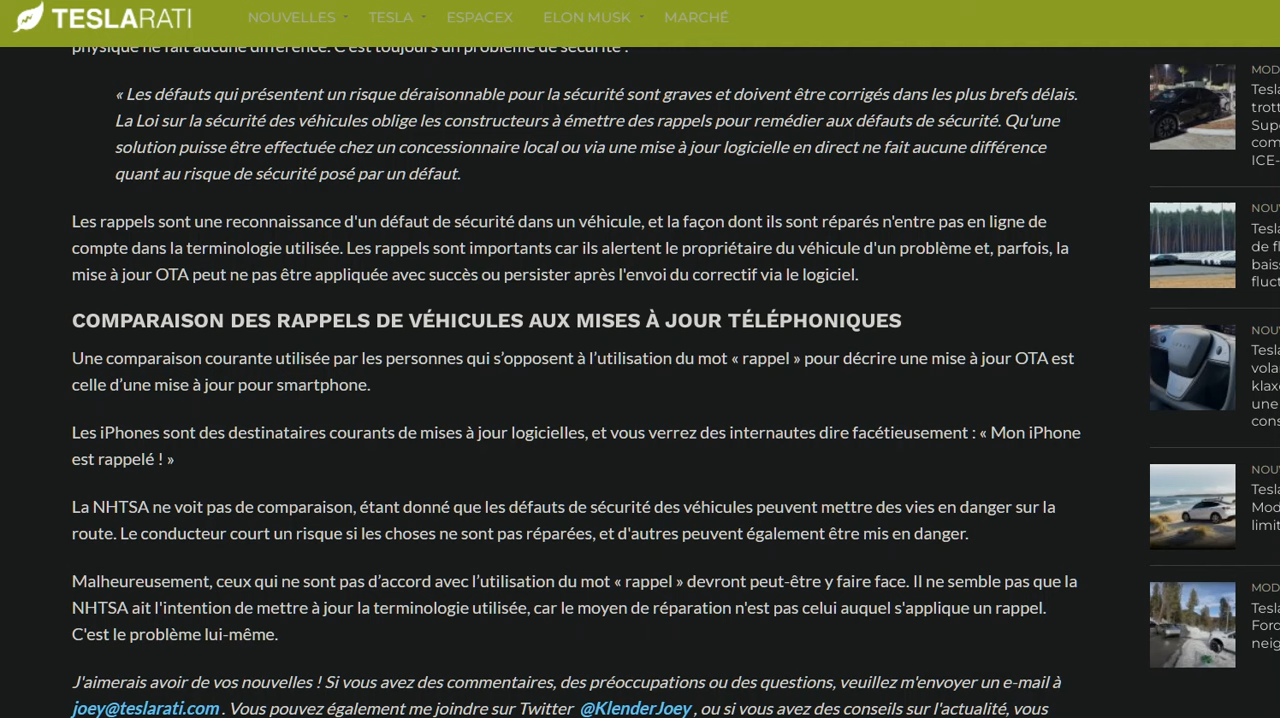 TESLARATI
NOUVELLES
TESLA
ESPACEX
ELON MUSK
MARCHÉ
physique ne fait aucune différence. C'est toujours un problème de sécurité :
« Les défauts qui présentent un risque déraisonnable pour la sécurité sont graves et doivent être corrigés dans les plus brefs délais.
La Loi sur la sécurité des véhicules oblige les constructeurs à émettre des rappels pour remédier aux défauts de sécurité. Qu'une
solution puisse être effectuée chez un concessionnaire local ou via une mise à jour logicielle en direct ne fait aucune différence
quant au risque de sécurité posé par un défaut.
Les rappels sont une reconnaissance d'un défaut de sécurité dans un véhicule, et la façon dont ils sont réparés n'entre pas en ligne de
compte dans la terminologie utilisée. Les rappels sont importants car ils alertent le propriétaire du véhicule d'un problème et, parfois, la
mise à jour OTA peut ne pas être appliquée avec succès ou persister après l'envoi du correctif via le logiciel.
COMPARAISON DES RAPPELS DE VÉHICULES AUX MISES À JOUR TÉLÉPHONIQUES
Une comparaison courante utilisée par les personnes qui s’opposent à l’utilisation du mot « rappel » pour décrire une mise à jour OTA est
celle d’une mise à jour pour smartphone.
Les iPhones sont des destinataires courants de mises à jour logicielles, et vous verrez des internautes dire facétieusement : « Mon iPhone
est rappelé ! »
La NHTSA ne voit pas de comparaison, étant donné que les défauts de sécurité des véhicules peuvent mettre des vies en danger sur la
route. Le conducteur court un risque si les choses ne sont pas réparées, et d'autres peuvent également être mis en danger.
Malheureusement, ceux qui ne sont pas d’accord avec l’utilisation du mot « rappel » devront peut-être y faire face. Il ne semble pas que la
NHTSA ait l'intention de mettre à jour la terminologie utilisée, car le moyen de réparation n'est pas celui auquel s'applique un rappel.
C'est le problème lui-même.
J'aimerais avoir de vos nouvelles ! Si vous avez des commentaires, des préoccupations ou des questions, veuillez m'envoyer un e-mail à
joey@teslarati.com . Vous pouvez également me joindre sur Twitter @KlenderJoey , ou si vous avez des conseils sur l'actualité, vous
MOD
Tesla
trott
Supe
com
ICE-
NOU
Tesla
de fl
bais
fluct
NOU
Tesla
vola
klax
une
cons
NOU
Tesl
Mod
limit
MOD
Tesla
Forc
neig